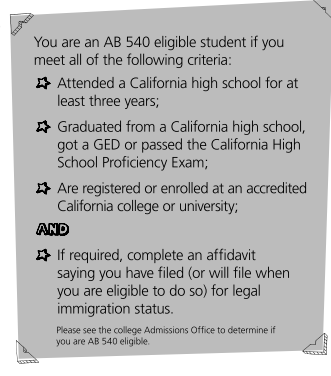 You are an AB 540 eligible student if you
meet all of the following criteria:
Attended a California high school for at
least three years;
Graduated from a California high school,
got a GED or passed the California High
School Proficiency Exam;
Are registered or enrolled at an accredited
California college or university;
AND
If required, complete an affidavit
saying you have filed (or will file when
you are eligible to do so) for legal
immigration status.
Please see the college Admissions Office to determine if
you are AB 540 eligible.